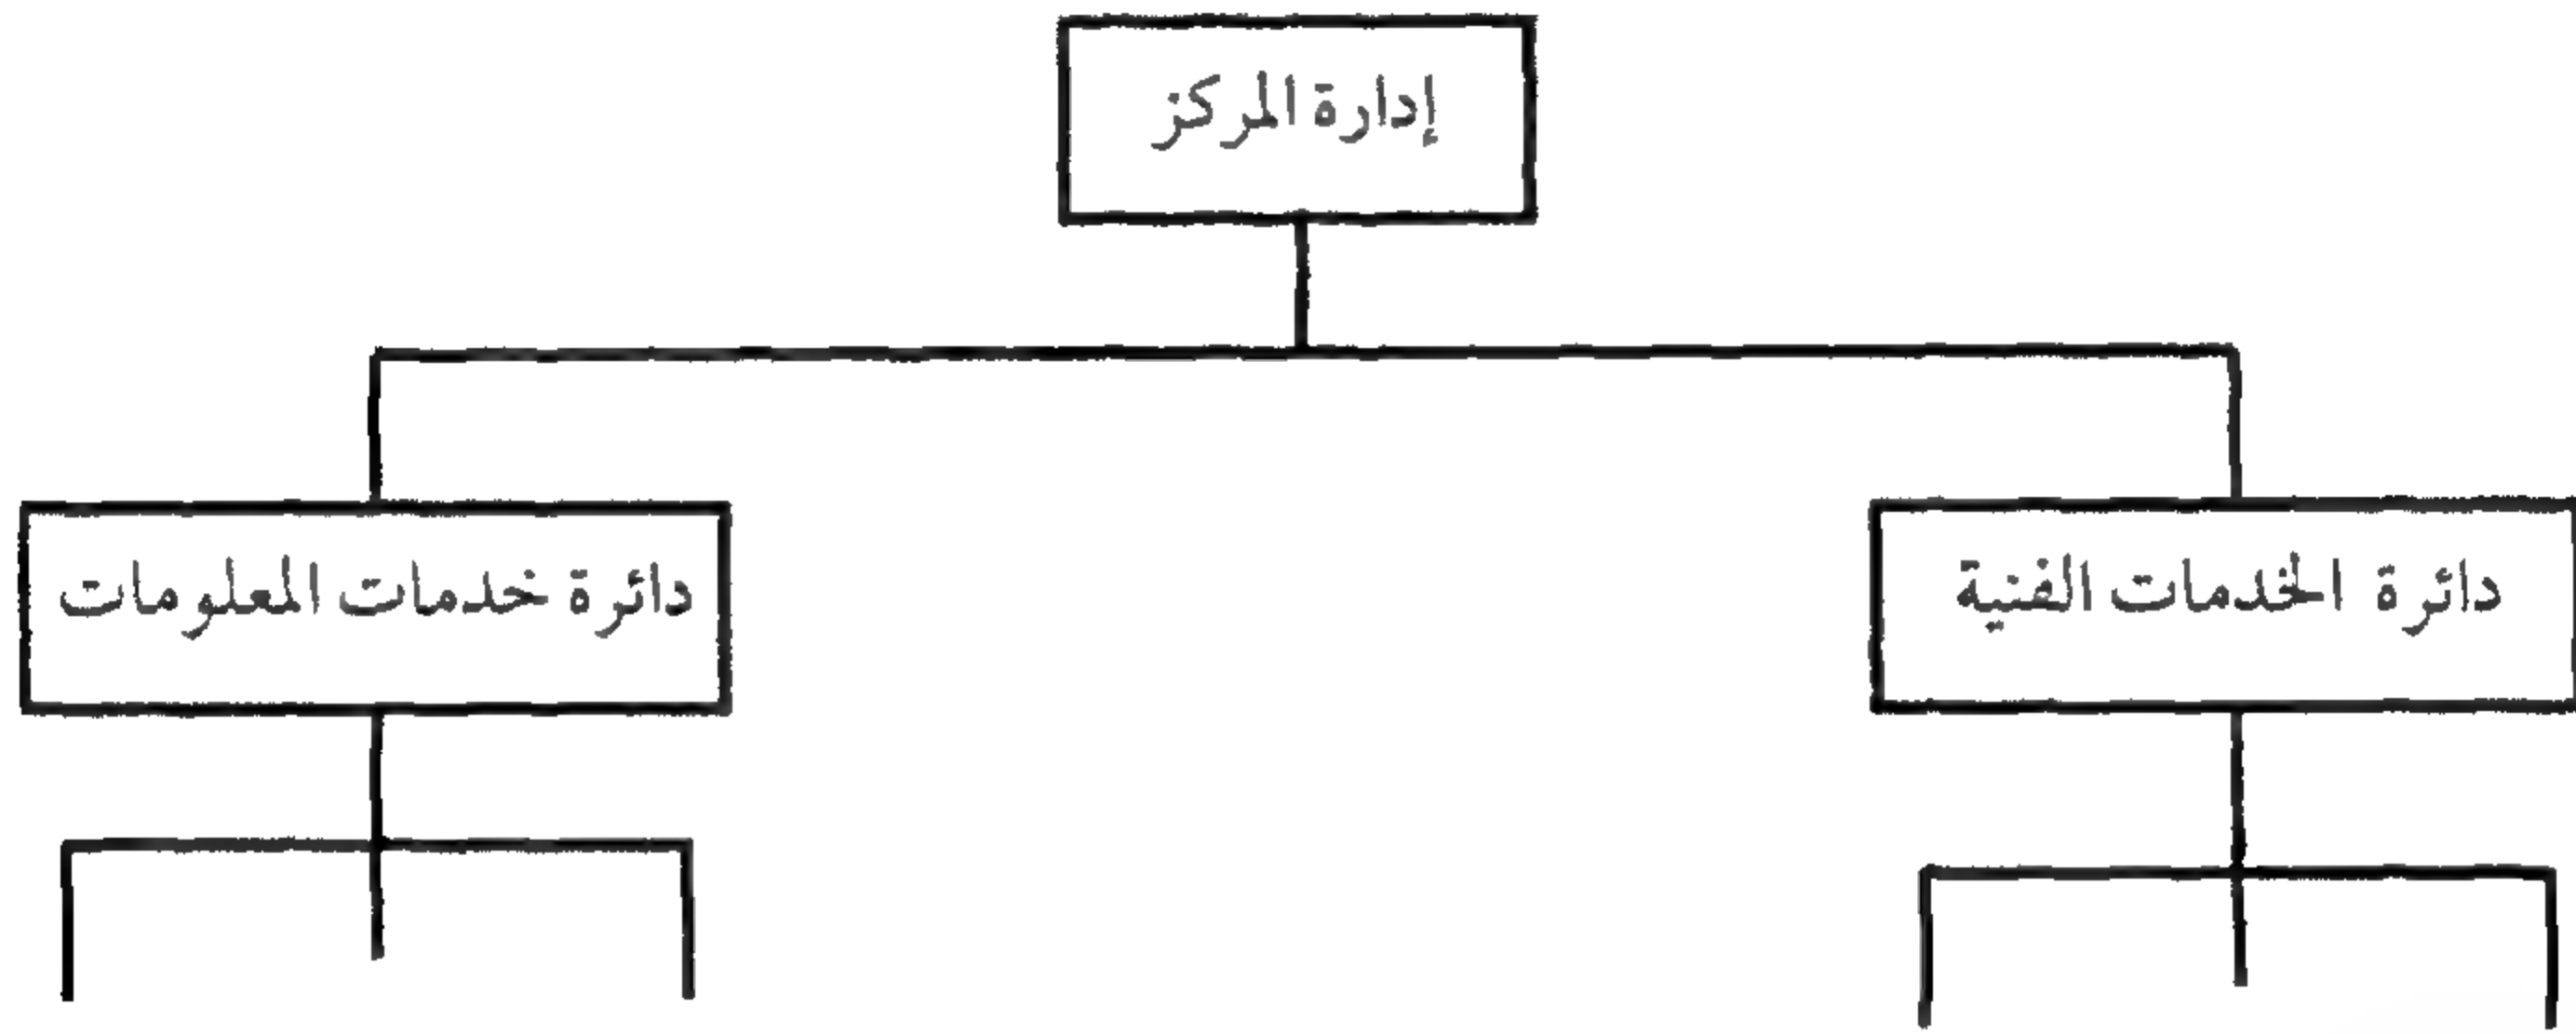 إدارة المركز
دائرة الخدمات الفنية
دائرة خدمات المعلومات